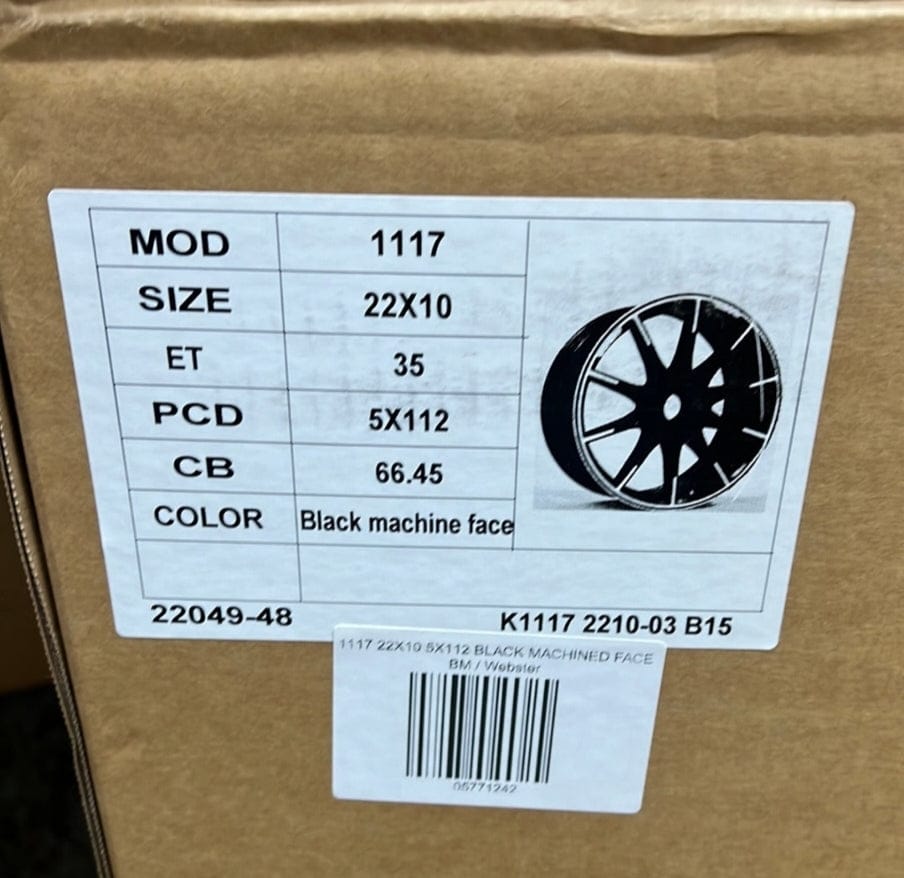 MOD 1117
SIZE 22X10
ET 35
PCD 5X112
CB 66.45
COLOR Black machine face
22049-48 K1117 2210-03 B15
1117 22X10 5X112 BLACK MACHINED FACE
BM / Webster
05771242